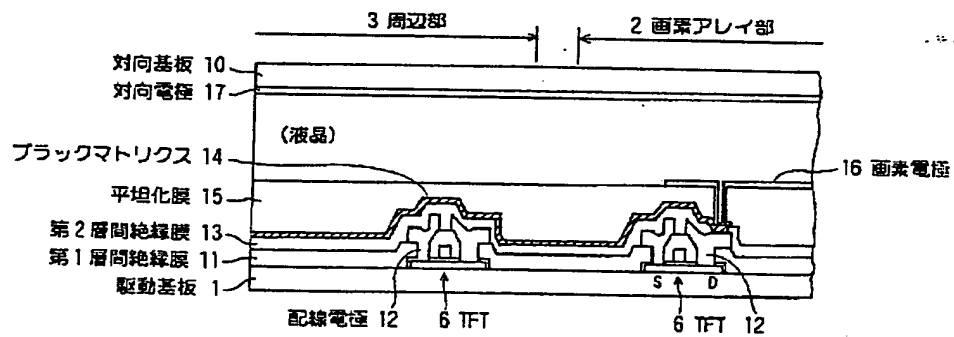 3 周辺部
2 画素アレイ部
対向基板 10
対向電極 17
(液晶)
ブラックマトリクス 14
16 画素電極
平坦化膜 15
第2層間絶縁膜 13
第1層間絶縁膜 11
駆動基板 1
S
D
配線電極 12
6 TFT
6 TFT
12